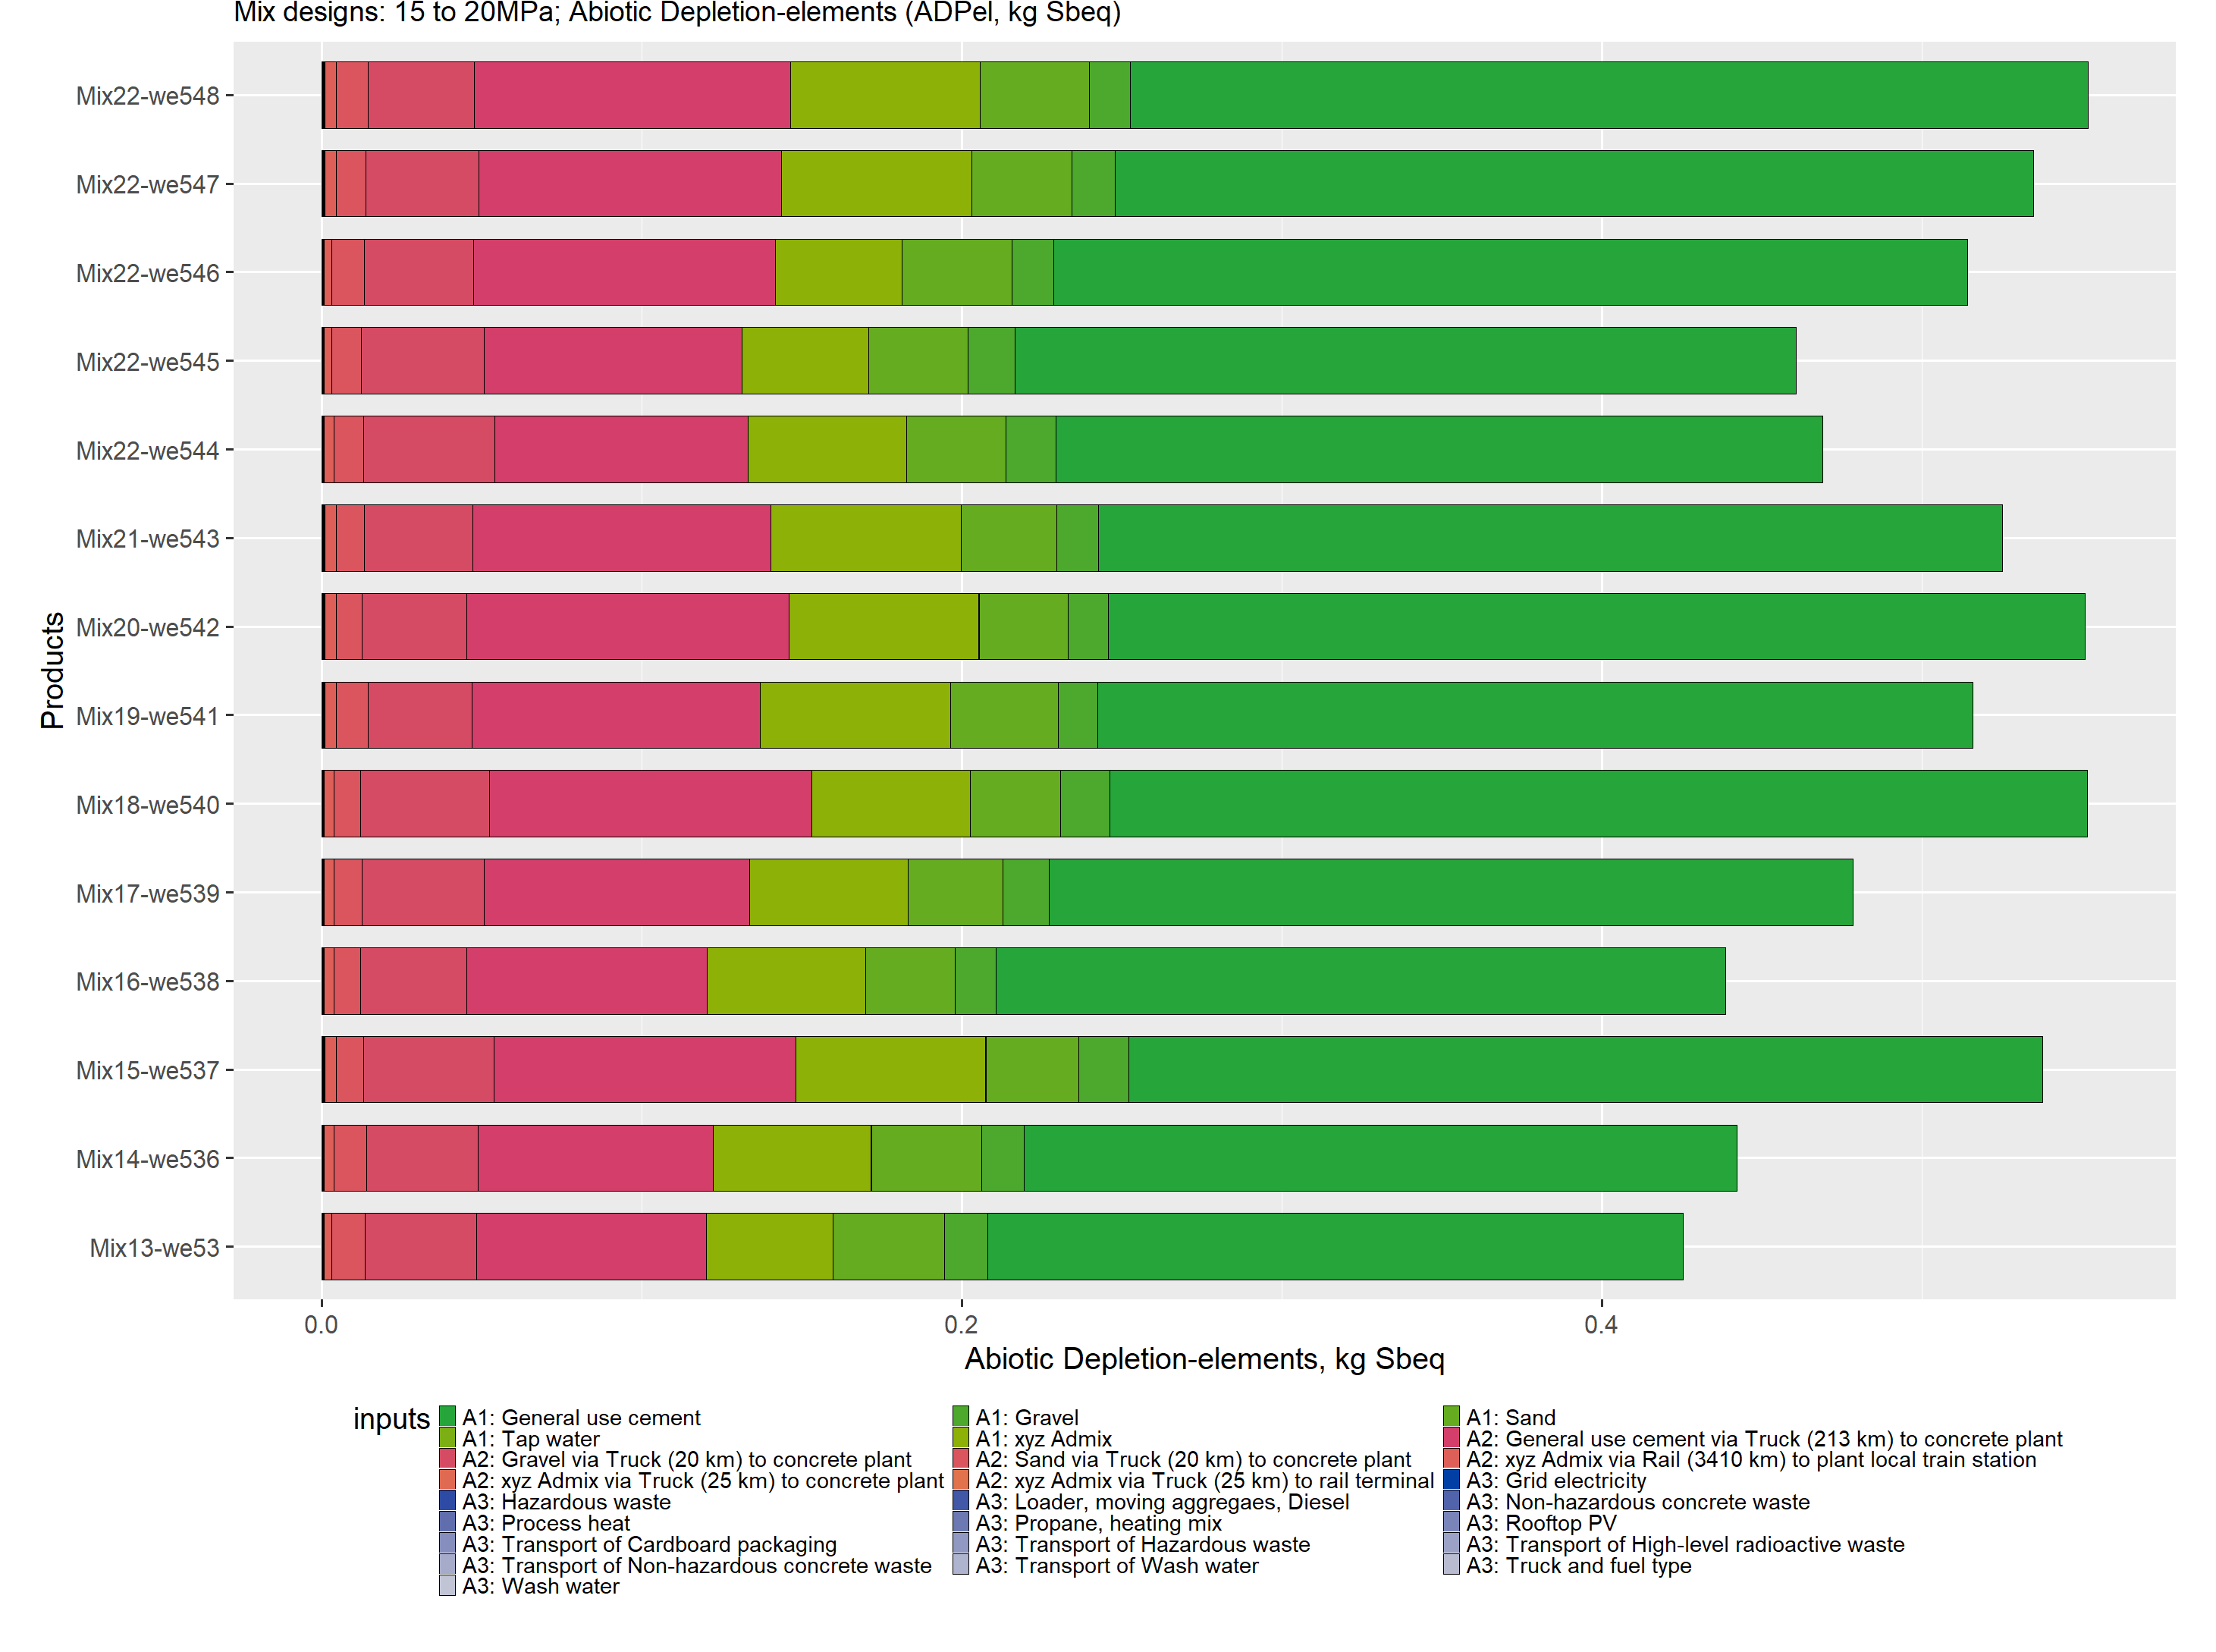 Mix designs: 15 to 20MPa; Abiotic Depletion-elements (ADPel, kg Sbeq)
Products
Mix22-we548
Mix22-we547
Mix22-we546
Mix22-we545
Mix22-we544
Mix21-we543
Mix20-we542
Mix19-we541
Mix18-we540
Mix17-we539
Mix16-we538
Mix15-we537
Mix14-we536
Mix13-we53
0.0 0.2 0.4
Abiotic Depletion-elements, kg Sbeq
inputs
A1: General use cement A1: Gravel A1: Sand
A1: Tap water A1: xyz Admix A2: General use cement via Truck (213 km) to concrete plant
A2: Gravel via Truck (20 km) to concrete plant A2: Sand via Truck (20 km) to concrete plant A2: xyz Admix via Rail (3410 km) to plant local train station
A2: xyz Admix via Truck (25 km) to concrete plant A2: xyz Admix via Truck (25 km) to rail terminal A3: Grid electricity
A3: Hazardous waste A3: Loader, moving aggregaes, Diesel A3: Non-hazardous concrete waste
A3: Process heat A3: Propane, heating mix A3: Rooftop PV
A3: Transport of Cardboard packaging A3: Transport of Hazardous waste A3: Transport of High-level radioactive waste
A3: Transport of Non-hazardous concrete waste A3: Transport of Wash water A3: Truck and fuel type
A3: Wash water